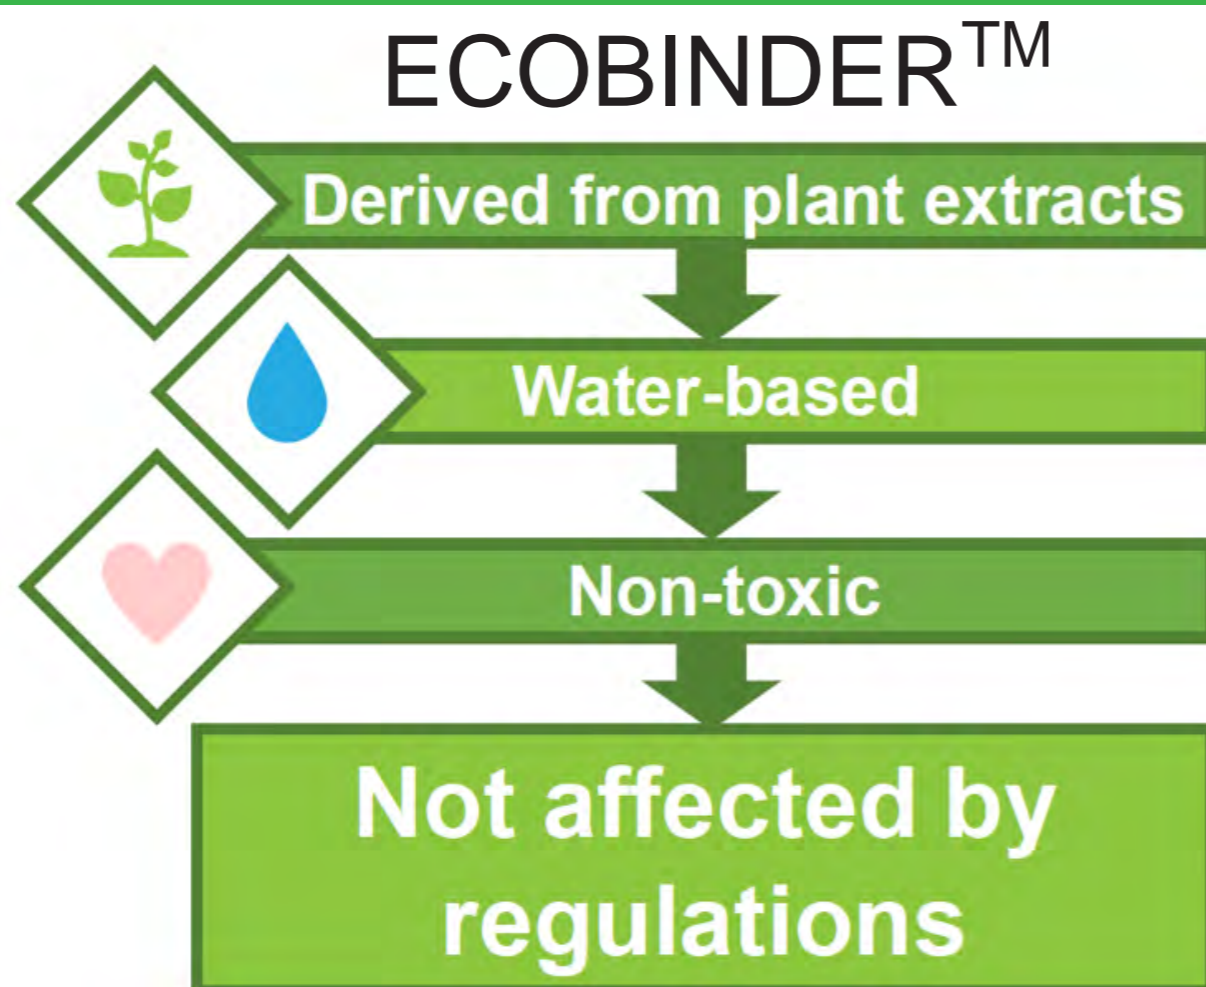 ECOBINDER™
Derived from plant extracts
Water-based
Non-toxic
Not affected by
regulations